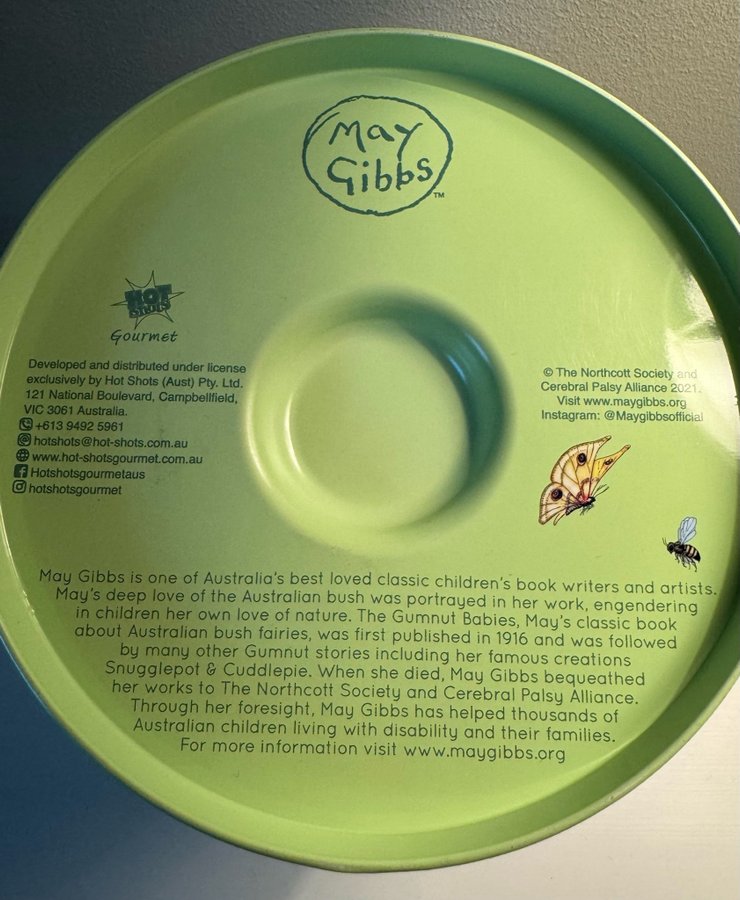 May
Gibbs
™
HOT
SHOTS
Gourmet
Developed and distributed under license
exclusively by Hot Shots (Aust) Pty. Ltd.
121 National Boulevard, Campbellfield,
VIC 3061 Australia.
+613 9492 5961
hotshots@hot-shots.com.au
www.hot-shotsgourmet.com.au
Hotshotsgourmetaus
hotshotsgourmet
© The Northcott Society and
Cerebral Palsy Alliance 2021.
Visit www.maygibbs.org
Instagram: @Maygibbsofficial
May Gibbs is one of Australia's best loved classic children's book writers and artists.
May's deep love of the Australian bush was portrayed in her work, engendering
in children her own love of nature. The Gumnut Babies, May's classic book
about Australian bush fairies, was first published in 1916 and was followed
by many other Gumnut stories including her famous creations
Snugglepot & Cuddlepie. When she died, May Gibbs bequeathed
her works to The Northcott Society and Cerebral Palsy Alliance.
Through her foresight, May Gibbs has helped thousands of
Australian children living with disability and their families.
For more information visit www.maygibbs.org